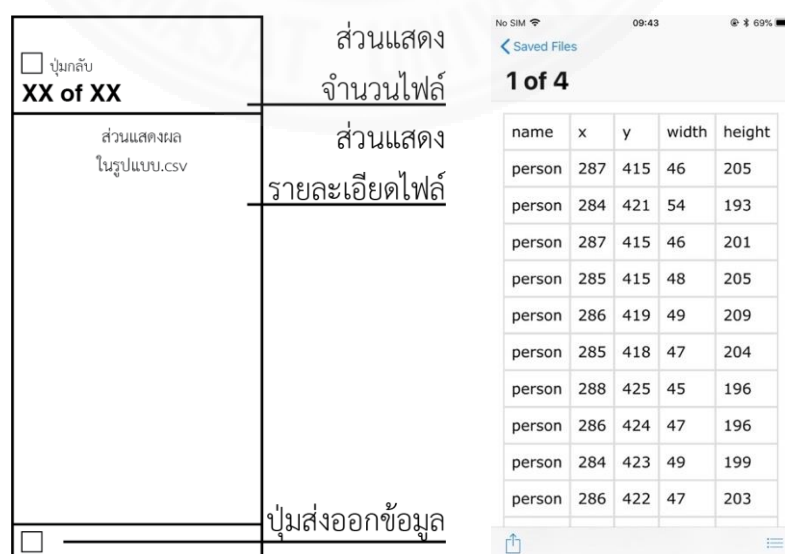 ปุ่มกลับ
XX of XX
ส่วนแสดงผล
ในรูปแบบ.csv
ส่วนแสดง
จำนวนไฟล์
ส่วนแสดง
รายละเอียดไฟล์
ปุ่มส่งออกข้อมูล
No SIM 09:43 69%
Saved Files
1 of 4
name x y width height
person 287 415 46 205
person 284 421 54 193
person 287 415 46 201
person 285 415 48 205
person 286 419 49 209
person 285 418 47 204
person 288 425 45 196
person 286 424 47 196
person 284 423 49 199
person 286 422 47 203